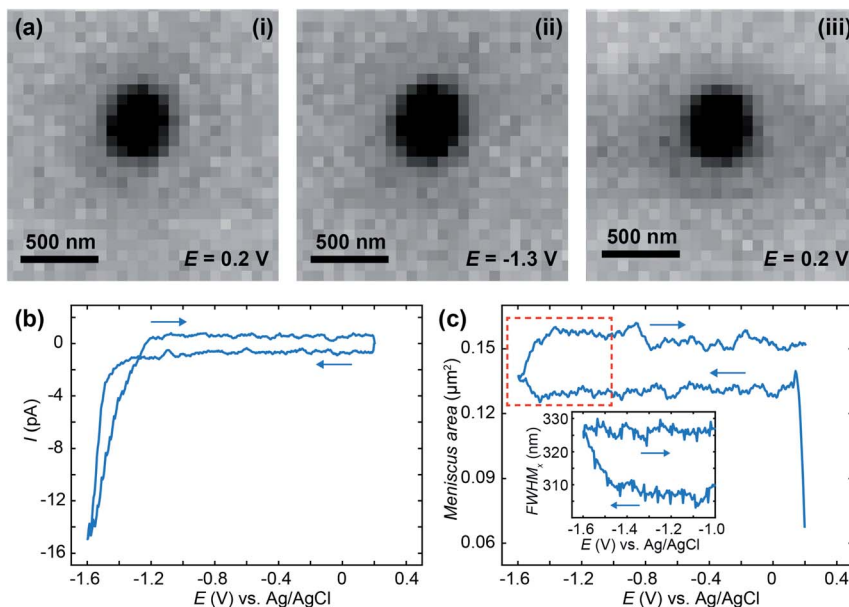 (a) (i) (ii) (iii)
500 nm E = 0.2 V 500 nm E = -1.3 V 500 nm E = 0.2 V
(b)
0
-4
-8
-12
-16
I (pA)
-1.6 -1.2 -0.8 -0.4 0 0.4
E (V) vs. Ag/AgCl
(c)
0.15
0.12
0.09
0.06
Meniscus area (μm²)
330
320
310
FWHMₓ (nm)
-1.6 -1.4 -1.2 -1.0
E (V) vs. Ag/AgCl
-1.6 -1.2 -0.8 -0.4 0 0.4
E (V) vs. Ag/AgCl